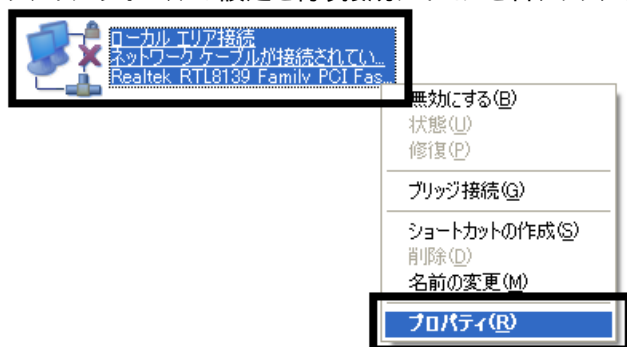 ローカル エリア接続
ネットワーク ケーブルが接続されてい...
Realtek RTL8139 Family PCI Fas...
無効にする(B)
状態(U)
修復(P)
ブリッジ接続(G)
ショートカットの作成(S)
削除(D)
名前の変更(M)
プロパティ(R)